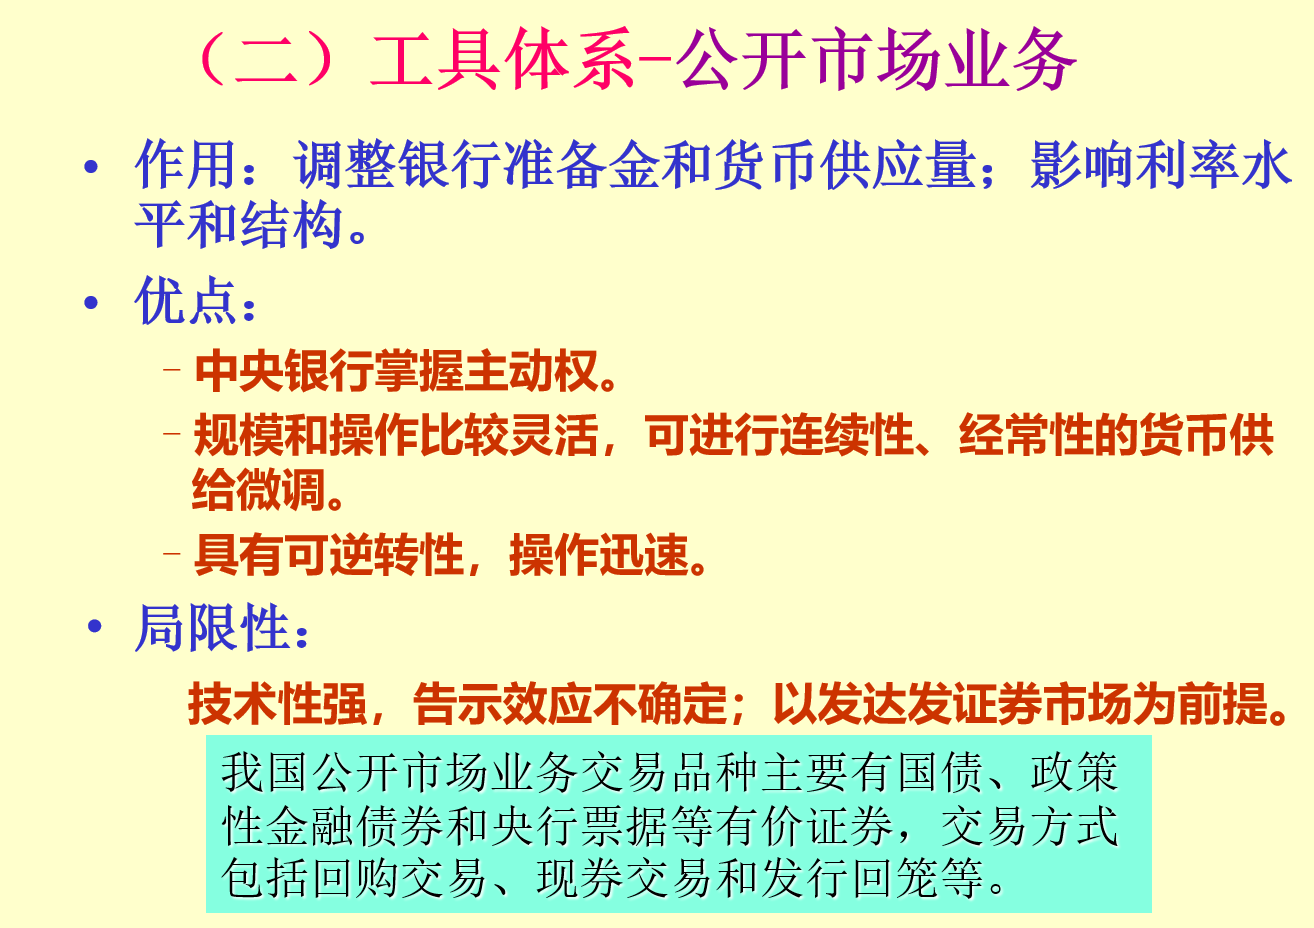 （二）工具体系-公开市场业务
• 作用：调整银行准备金和货币供应量；影响利率水
平和结构。
• 优点：
– 中央银行掌握主动权。
– 规模和操作比较灵活，可进行连续性、经常性的货币供
给微调。
– 具有可逆转性，操作迅速。
• 局限性：
技术性强，告示效应不确定；以发达发证券市场为前提。
我国公开市场业务交易品种主要有国债、政策
性金融债券和央行票据等有价证券，交易方式
包括回购交易、现券交易和发行回笼等。